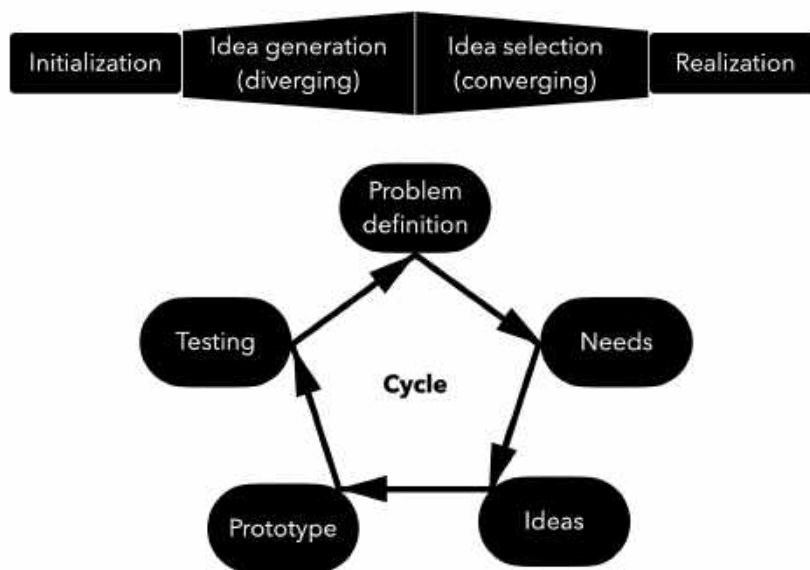 Initialization
Idea generation
(diverging)
Idea selection
(converging)
Realization
Problem
definition
Testing
Needs
Cycle
Prototype
Ideas